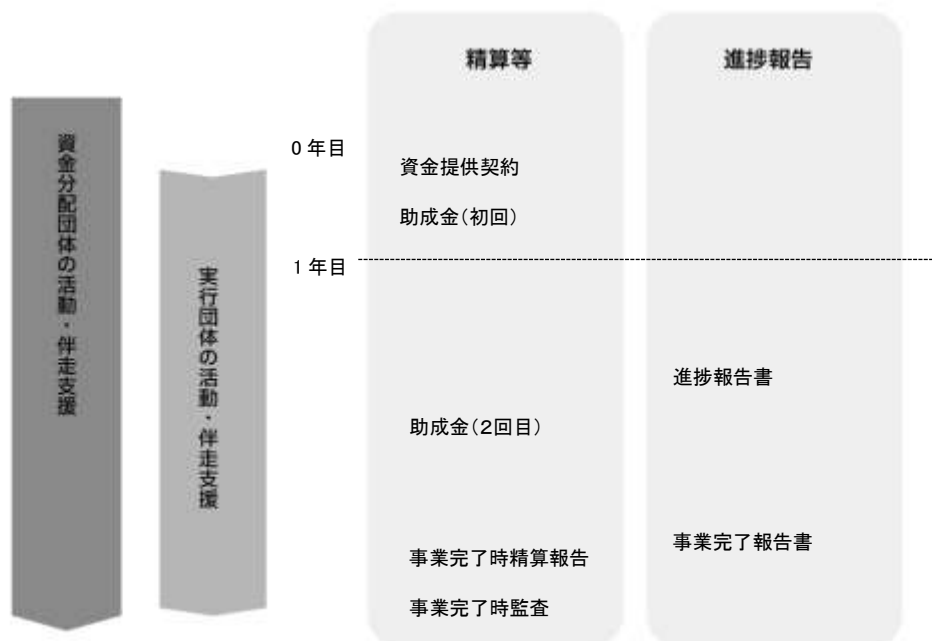 精算等
進捗報告
資金分配団体の活動・伴走支援
実行団体の活動・伴走支援
0年目
資金提供契約
助成金(初回)
1年目
進捗報告書
助成金(2回目)
事業完了報告書
事業完了時精算報告
事業完了時監査